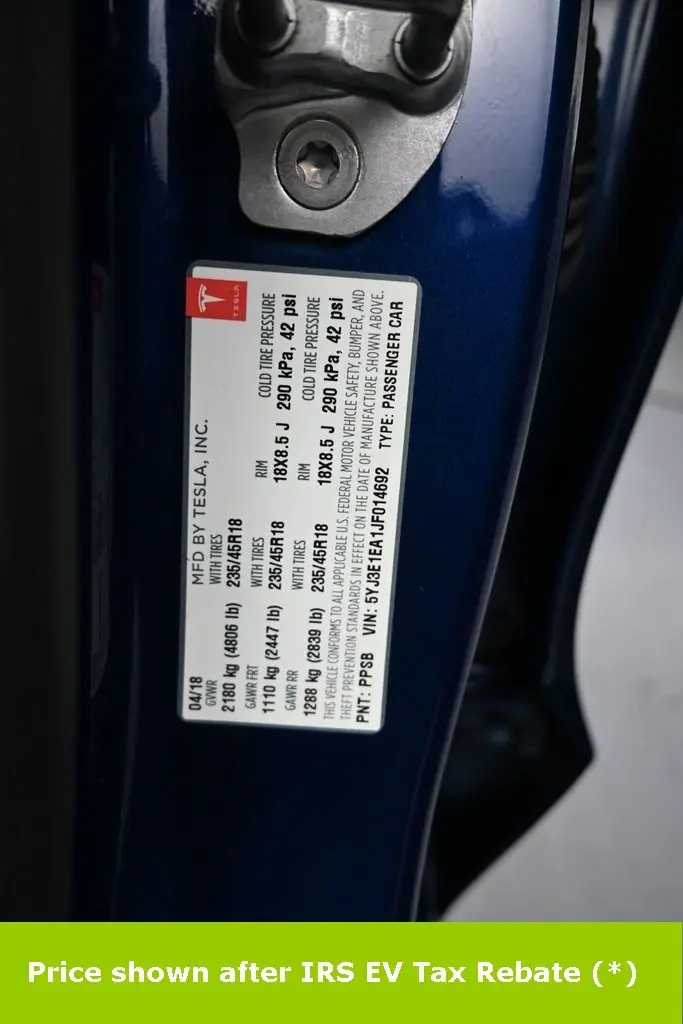 TESLA
MFD BY TESLA, INC.
04/18
GVWR WITH TIRES RIM COLD TIRE PRESSURE
2180 kg (4806 lb) 235/45R18 18X8.5 J 290 kPa, 42 psi
GAWR FRT WITH TIRES RIM COLD TIRE PRESSURE
1110 kg (2447 lb) 235/45R18 18X8.5 J 290 kPa, 42 psi
GAWR RR WITH TIRES
1288 kg (2839 lb) 235/45R18
THIS VEHICLE CONFORMS TO ALL APPLICABLE U.S. FEDERAL MOTOR VEHICLE SAFETY, BUMPER, AND
THEFT PREVENTION STANDARDS IN EFFECT ON THE DATE OF MANUFACTURE SHOWN ABOVE.
PNT: PPSB VIN: 5YJ3E1EA1JF014692 TYPE: PASSENGER CAR
Price shown after IRS EV Tax Rebate (*)